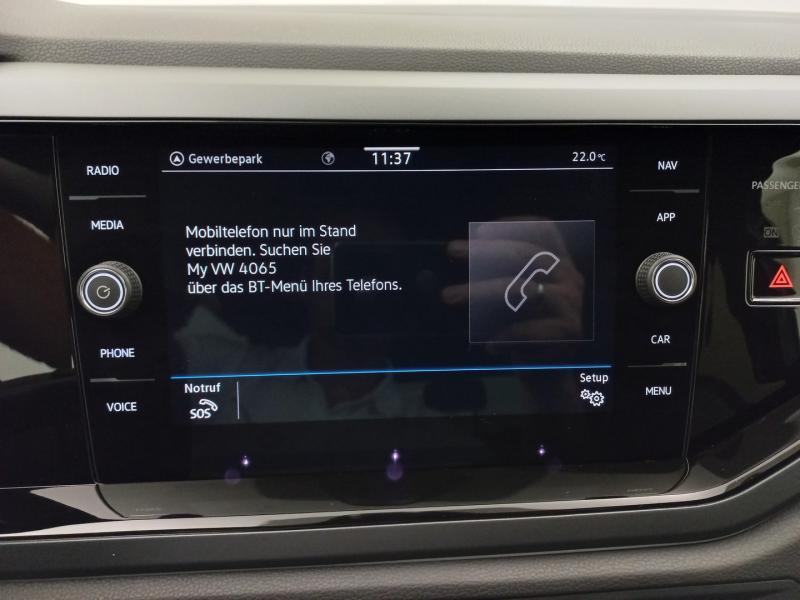 RADIO
MEDIA
PHONE
VOICE
Gewerbepark
11:37
22.0°C
Mobiltelefon nur im Stand
verbinden. Suchen Sie
My VW 4065
über das BT-Menü Ihres Telefons.
Notruf
SOS
Setup
NAV
APP
CAR
MENU
PASSENGE
ON